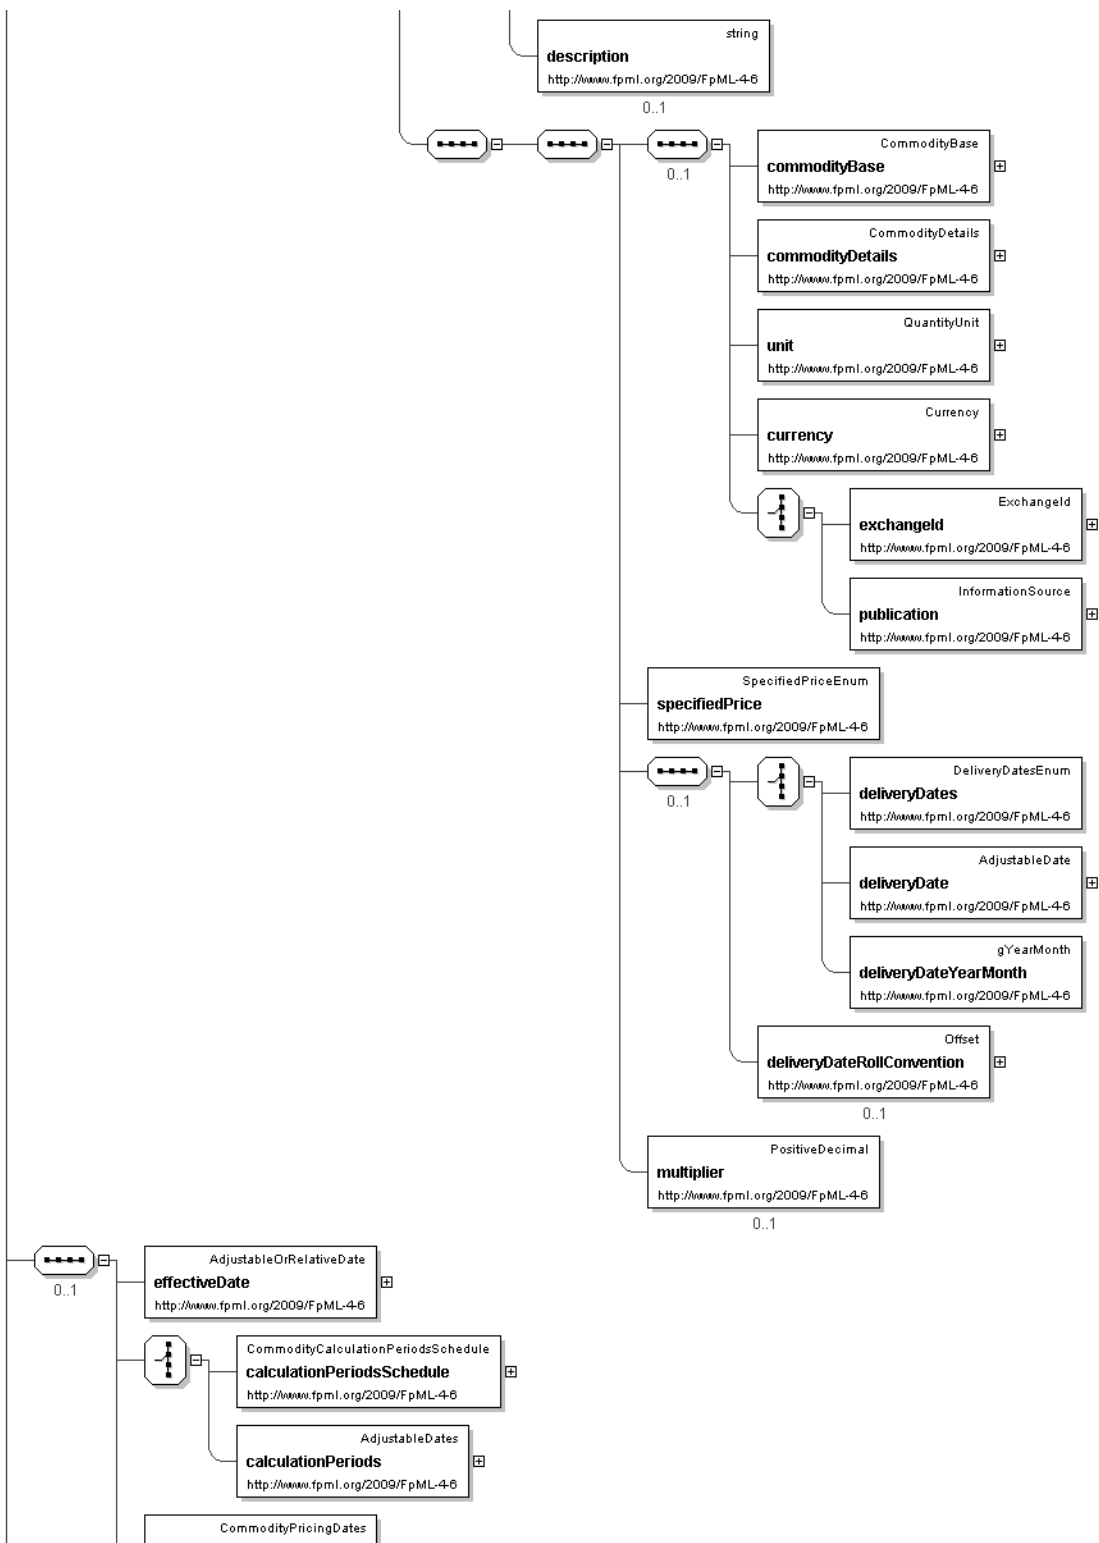 string
description
http://www.fpml.org/2009/FpML-4-6
0..1
0..1
CommodityBase
commodityBase
http://www.fpml.org/2009/FpML-4-6
CommodityDetails
commodityDetails
http://www.fpml.org/2009/FpML-4-6
QuantityUnit
unit
http://www.fpml.org/2009/FpML-4-6
Currency
currency
http://www.fpml.org/2009/FpML-4-6
ExchangeId
exchangeId
http://www.fpml.org/2009/FpML-4-6
InformationSource
publication
http://www.fpml.org/2009/FpML-4-6
SpecifiedPriceEnum
specifiedPrice
http://www.fpml.org/2009/FpML-4-6
0..1
DeliveryDatesEnum
deliveryDates
http://www.fpml.org/2009/FpML-4-6
AdjustableDate
deliveryDate
http://www.fpml.org/2009/FpML-4-6
gYearMonth
deliveryDateYearMonth
http://www.fpml.org/2009/FpML-4-6
Offset
deliveryDateRollConvention
http://www.fpml.org/2009/FpML-4-6
0..1
PositiveDecimal
multiplier
http://www.fpml.org/2009/FpML-4-6
0..1
0..1
AdjustableOrRelativeDate
effectiveDate
http://www.fpml.org/2009/FpML-4-6
CommodityCalculationPeriodsSchedule
calculationPeriodsSchedule
http://www.fpml.org/2009/FpML-4-6
AdjustableDates
calculationPeriods
http://www.fpml.org/2009/FpML-4-6
CommodityPricingDates